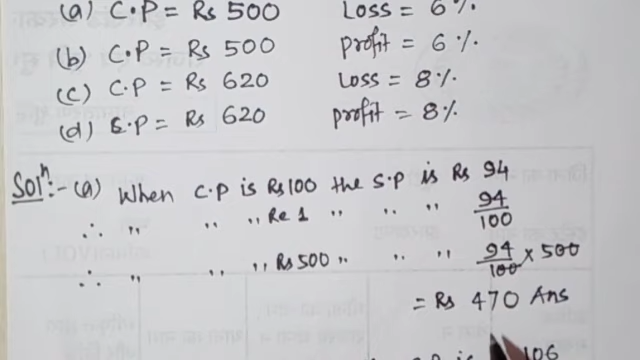 (a) C.P = Rs 500 Loss = 6%.
(b) C.P = Rs 500 profit = 6%.
(c) C.P = Rs 620 Loss = 8%.
(d) C.P = Rs 620 profit = 8%.
Solⁿ:- (a) When C.P is Rs 100 the S.P is Rs 94
∴ ,, ,, ,, Re 1 ,, ,, ,, 94/100
∴ ,, ,, ,, Rs 500 ,, ,, ,, 94/100 × 500
= Rs 470 Ans
106